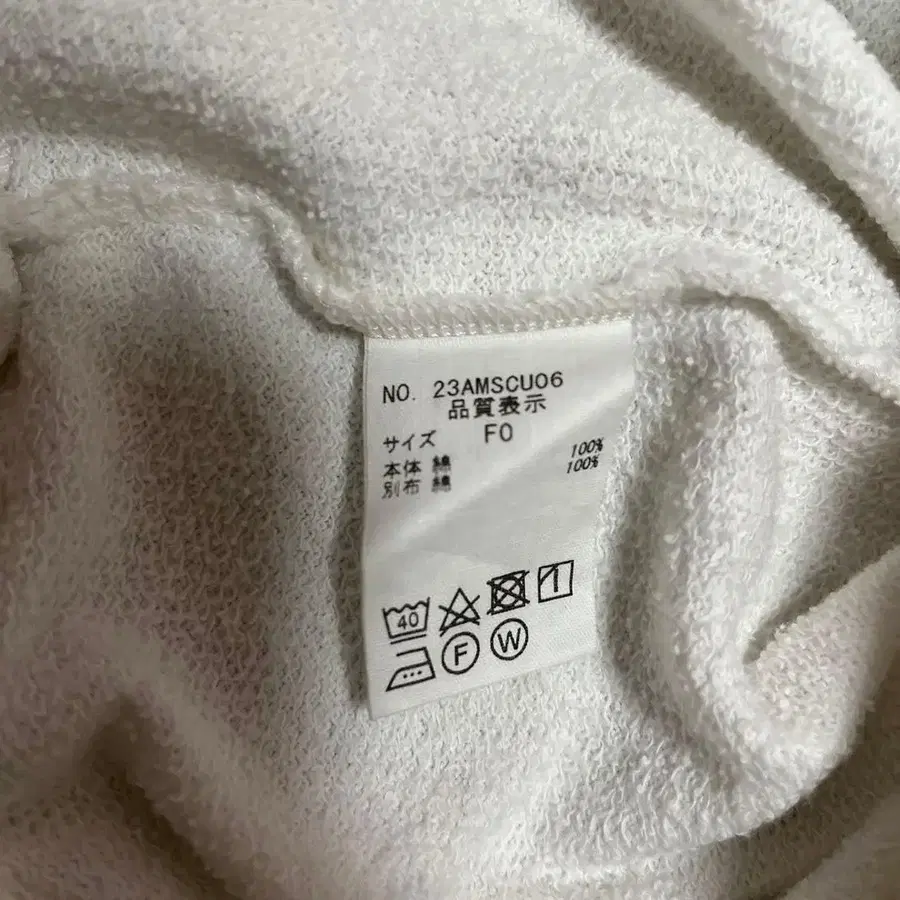 NO. 23AMSCU06
品質表示
サイズ F0
本体 綿 100%
別布 綿 100%
40
F W